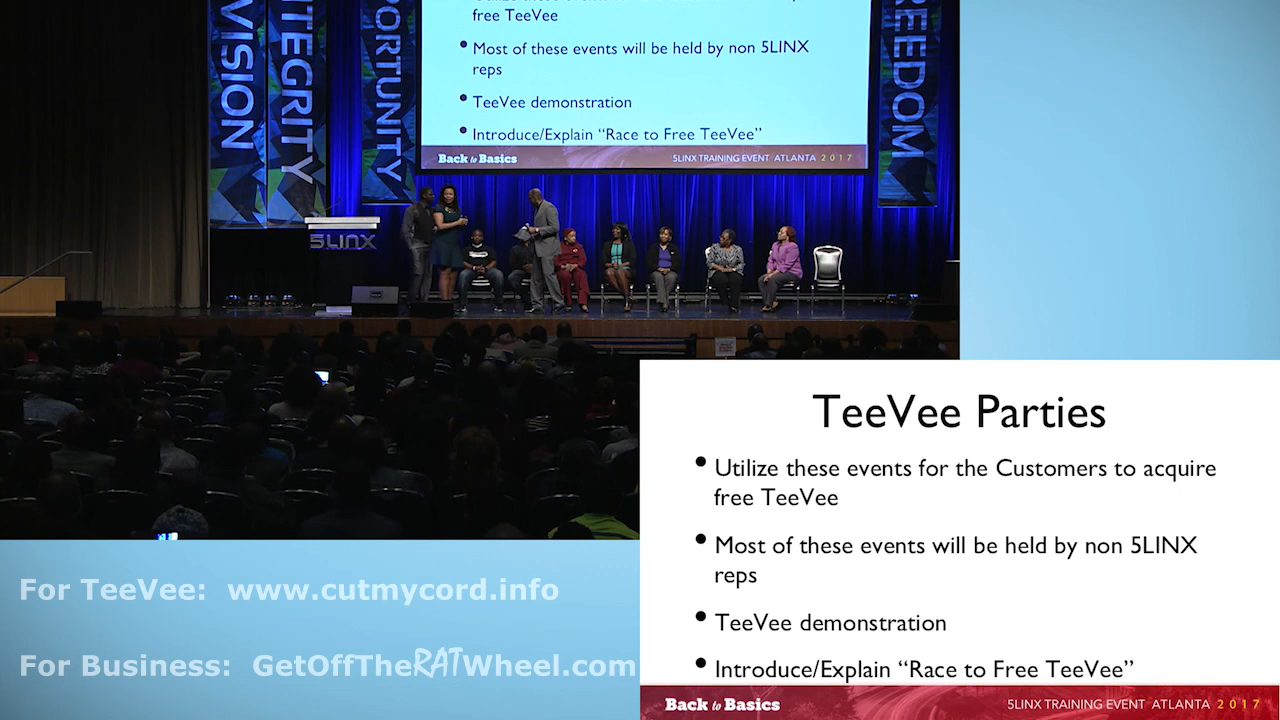 VISION
INTEGRITY
PORTUNITY
REEDOM
free TeeVee
Most of these events will be held by non 5LINX
reps
TeeVee demonstration
Introduce/Explain “Race to Free TeeVee”
Back to Basics
5LINX TRAINING EVENT ATLANTA 2017
5LINX
TeeVee Parties
Utilize these events for the Customers to acquire
free TeeVee
Most of these events will be held by non 5LINX
reps
TeeVee demonstration
Introduce/Explain “Race to Free TeeVee”
Back to Basics
5LINX TRAINING EVENT ATLANTA 2017
For TeeVee: www.cutmycord.info
For Business: GetOffTheRATWheel.com